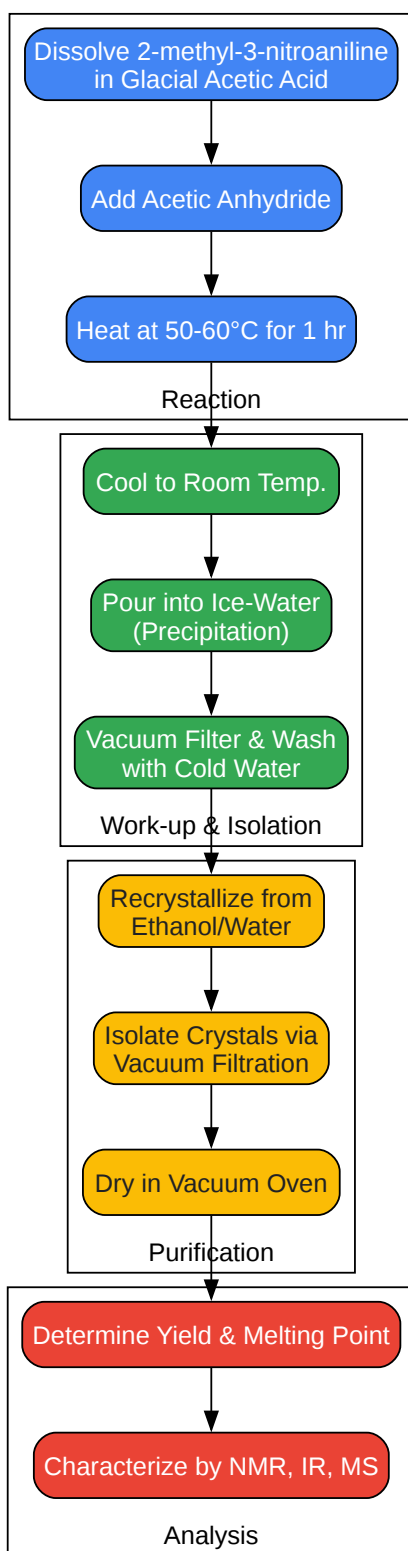 Dissolve 2-methyl-3-nitroaniline
in Glacial Acetic Acid
Add Acetic Anhydride
Heat at 50-60°C for 1 hr
Reaction
Cool to Room Temp.
Pour into Ice-Water
(Precipitation)
Vacuum Filter & Wash
with Cold Water
Work-up & Isolation
Recrystallize from
Ethanol/Water
Isolate Crystals via
Vacuum Filtration
Dry in Vacuum Oven
Purification
Determine Yield & Melting Point
Characterize by NMR, IR, MS
Analysis